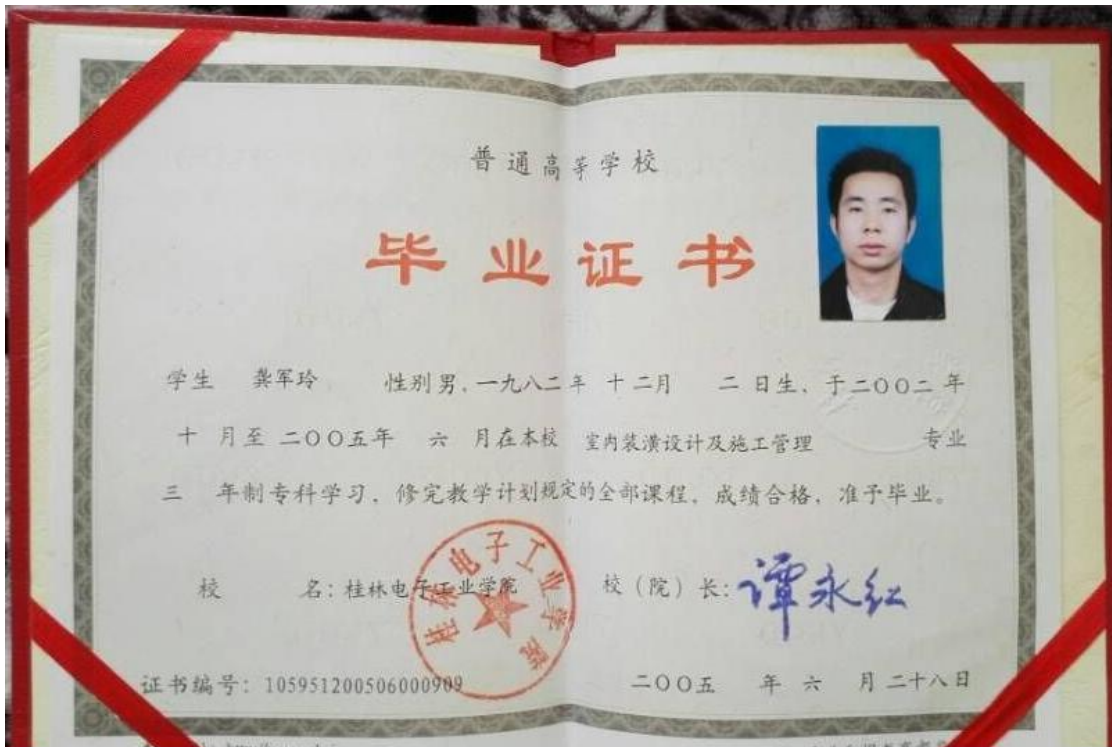 普通高等学校
毕业证书
学生 龚军玲 性别男,一九八二年 十二月 二日生、于二〇〇二年
十 月至 二〇〇五年 六 月在本校 室内装潢设计及施工管理 专业
三 年制专科学习,修完教学计划规定的全部课程,成绩合格,准予毕业。
校 名:桂林电子工业学院 校(院)长:谭永红
桂林电子工业学院
证书编号:105951200506000909 二〇〇五 年 六 月二十八日